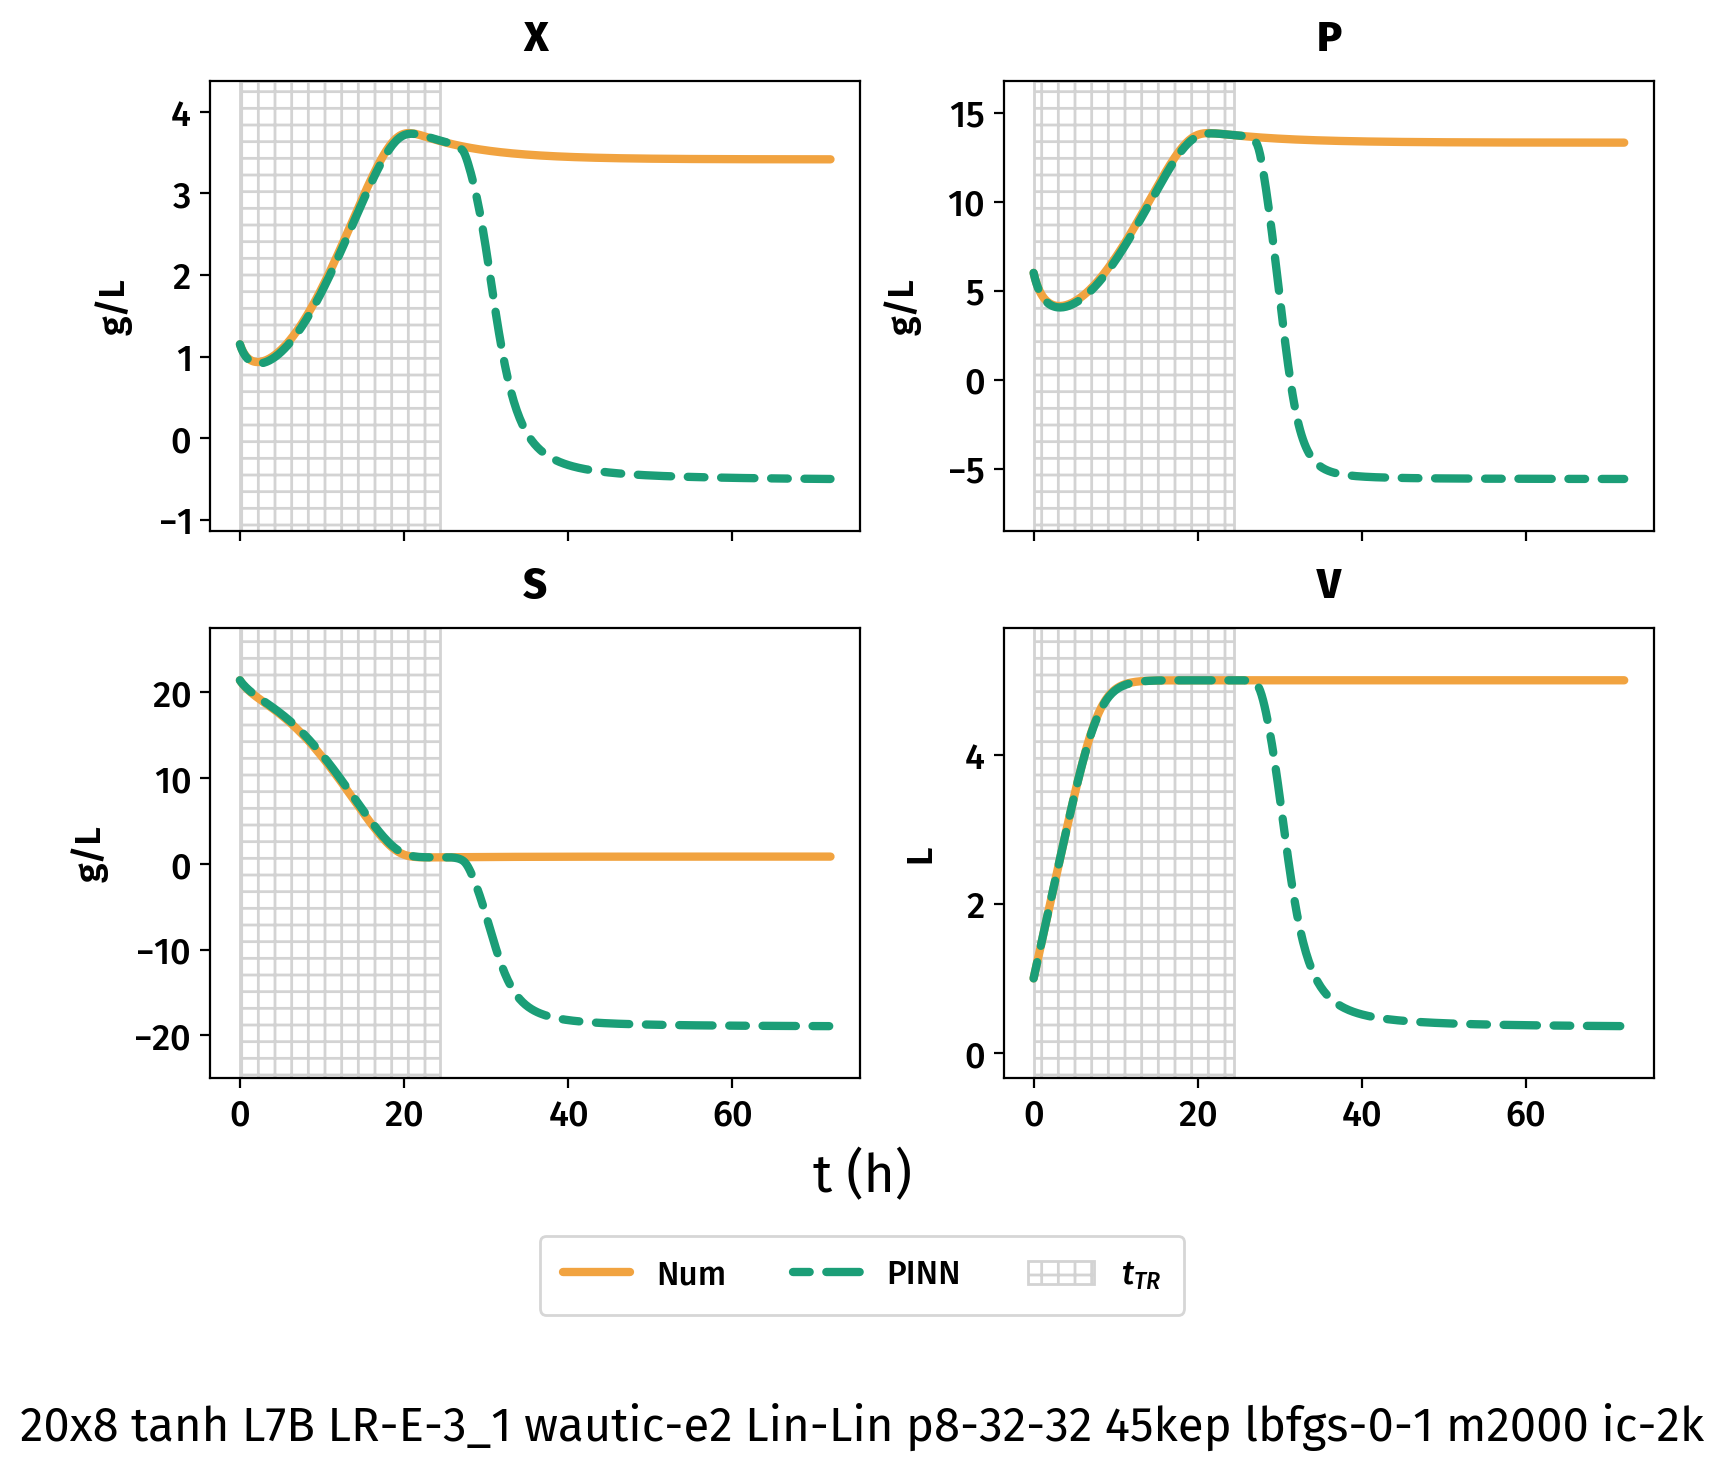 X
4
3
2
1
0
−1
g/L
P
15
10
5
0
−5
g/L
S
20
10
0
−10
−20
g/L
0 20 40 60
V
4
2
0
L
0 20 40 60
t (h)
Num PINN tTR
20x8 tanh L7B LR-E-3_1 wautic-e2 Lin-Lin p8-32-32 45kep lbfgs-0-1 m2000 ic-2k